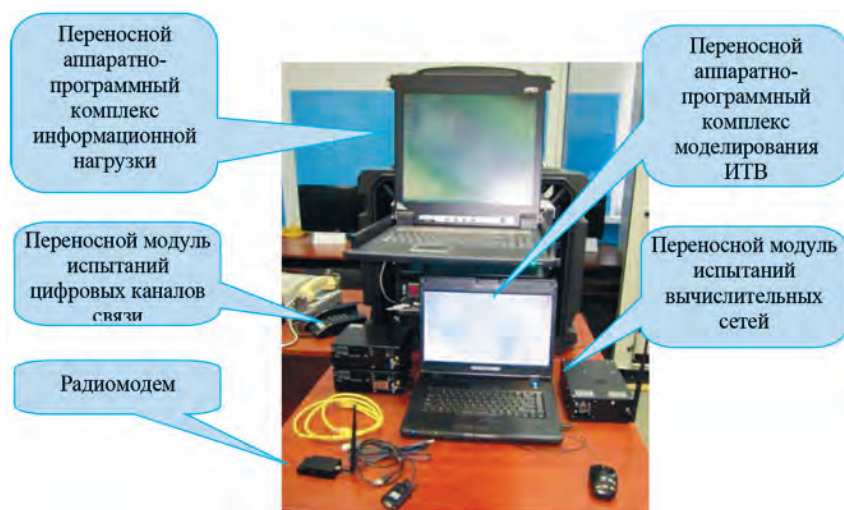 Переносной
аппаратно-
программный
комплекс
информационной
нагрузки
Переносной
аппаратно-
программный
комплекс
моделирования
ИТВ
Переносной модуль
испытаний
цифровых каналов
связи
Переносной модуль
испытаний
вычислительных
сетей
Радиомодем